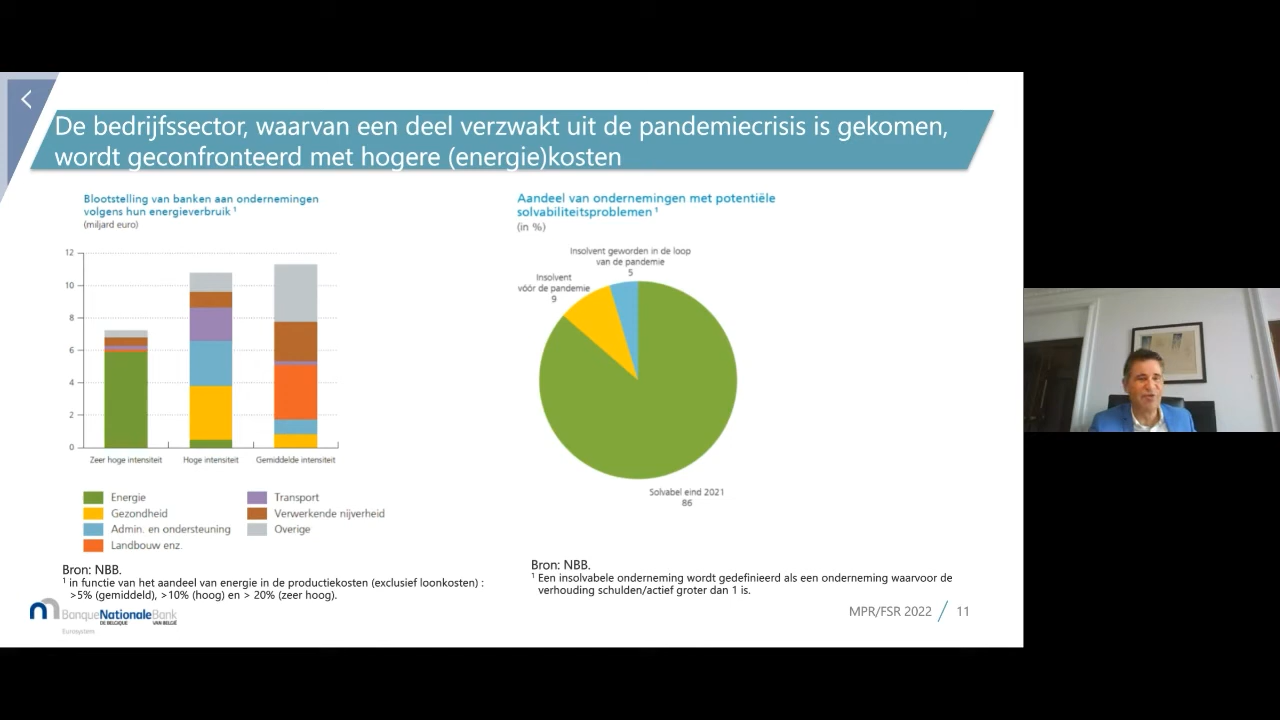 De bedrijfssector, waarvan een deel verzwakt uit de pandemiecrisis is gekomen,
wordt geconfronteerd met hogere (energie)kosten
Blootstelling van banken aan ondernemingen
volgens hun energieverbruik ¹
(miljard euro)
12
10
8
6
4
2
0
Zeer hoge intensiteit
Hoge intensiteit
Gemiddelde intensiteit
Energie
Gezondheid
Admin. en ondersteuning
Landbouw enz.
Transport
Verwerkende nijverheid
Overige
Bron: NBB.
¹ in functie van het aandeel van energie in de productiekosten (exclusief loonkosten) :
>5% (gemiddeld), >10% (hoog) en > 20% (zeer hoog).
Aandeel van ondernemingen met potentiële
solvabiliteitsproblemen ¹
(in %)
Insolvent geworden in de loop
van de pandemie
5
Insolvent
vóór de pandemie
9
Solvabel eind 2021
86
Bron: NBB.
¹ Een insolvabele onderneming wordt gedefinieerd als een onderneming waarvoor de
verhouding schulden/actief groter dan 1 is.
BanqueNationaleBank
DE BELGIQUE VAN BELGIË
Eurosystem
MPR/FSR 2022 11